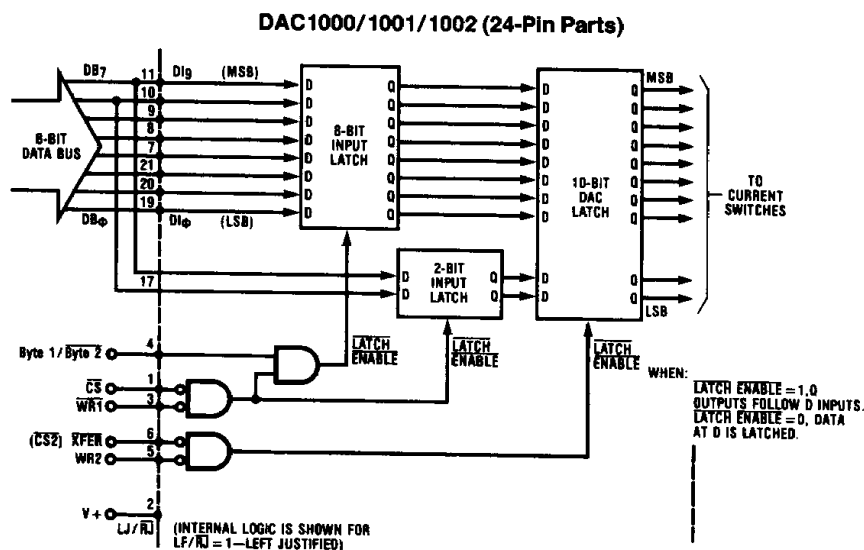 DAC1000/1001/1002 (24-Pin Parts)
8-BIT
DATA BUS
DB7
DBΦ
11
10
9
8
7
21
20
19
17
DI9
(MSB)
DIΦ
(LSB)
D D D D D D D D
Q Q Q Q Q Q Q Q
8-BIT
INPUT
LATCH
D D
Q Q
2-BIT
INPUT
LATCH
D D D D D D D D D D
Q Q Q Q Q Q Q Q Q Q
10-BIT
DAC
LATCH
MSB
LSB
TO
CURRENT
SWITCHES
Byte 1/Byte 2
4
CS
1
WR1
3
(CS2) XFER
6
WR2
5
V+
2
LJ/RJ
LATCH
ENABLE
LATCH
ENABLE
LATCH
ENABLE
WHEN:
LATCH ENABLE = 1,0
OUTPUTS FOLLOW D INPUTS.
LATCH ENABLE = 0, DATA
AT D IS LATCHED.
(INTERNAL LOGIC IS SHOWN FOR
LF/RJ = 1—LEFT JUSTIFIED)